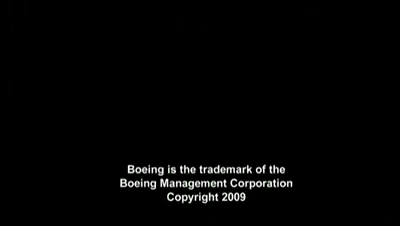 Boeing is the trademark of the
Boeing Management Corporation
Copyright 2009